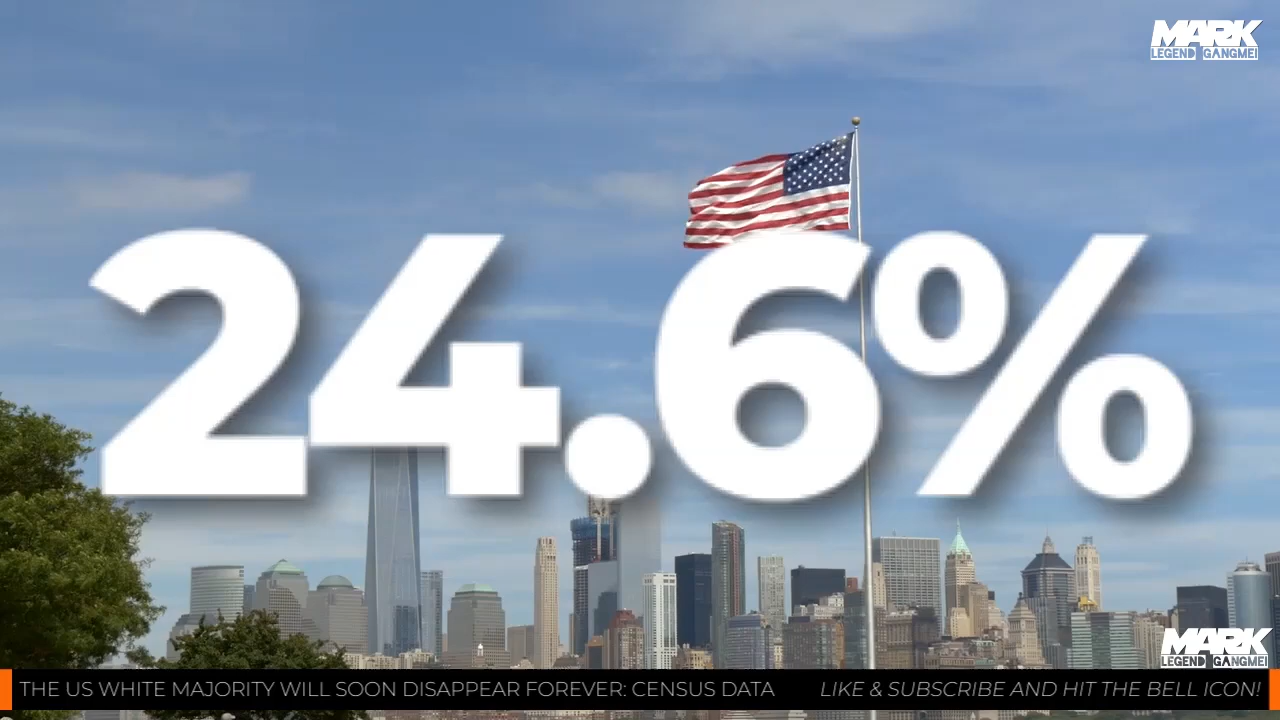 MARK
LEGEND GANGMEI
24.6%
MARK
LEGEND GANGMEI
THE US WHITE MAJORITY WILL SOON DISAPPEAR FOREVER: CENSUS DATA
LIKE & SUBSCRIBE AND HIT THE BELL ICON!